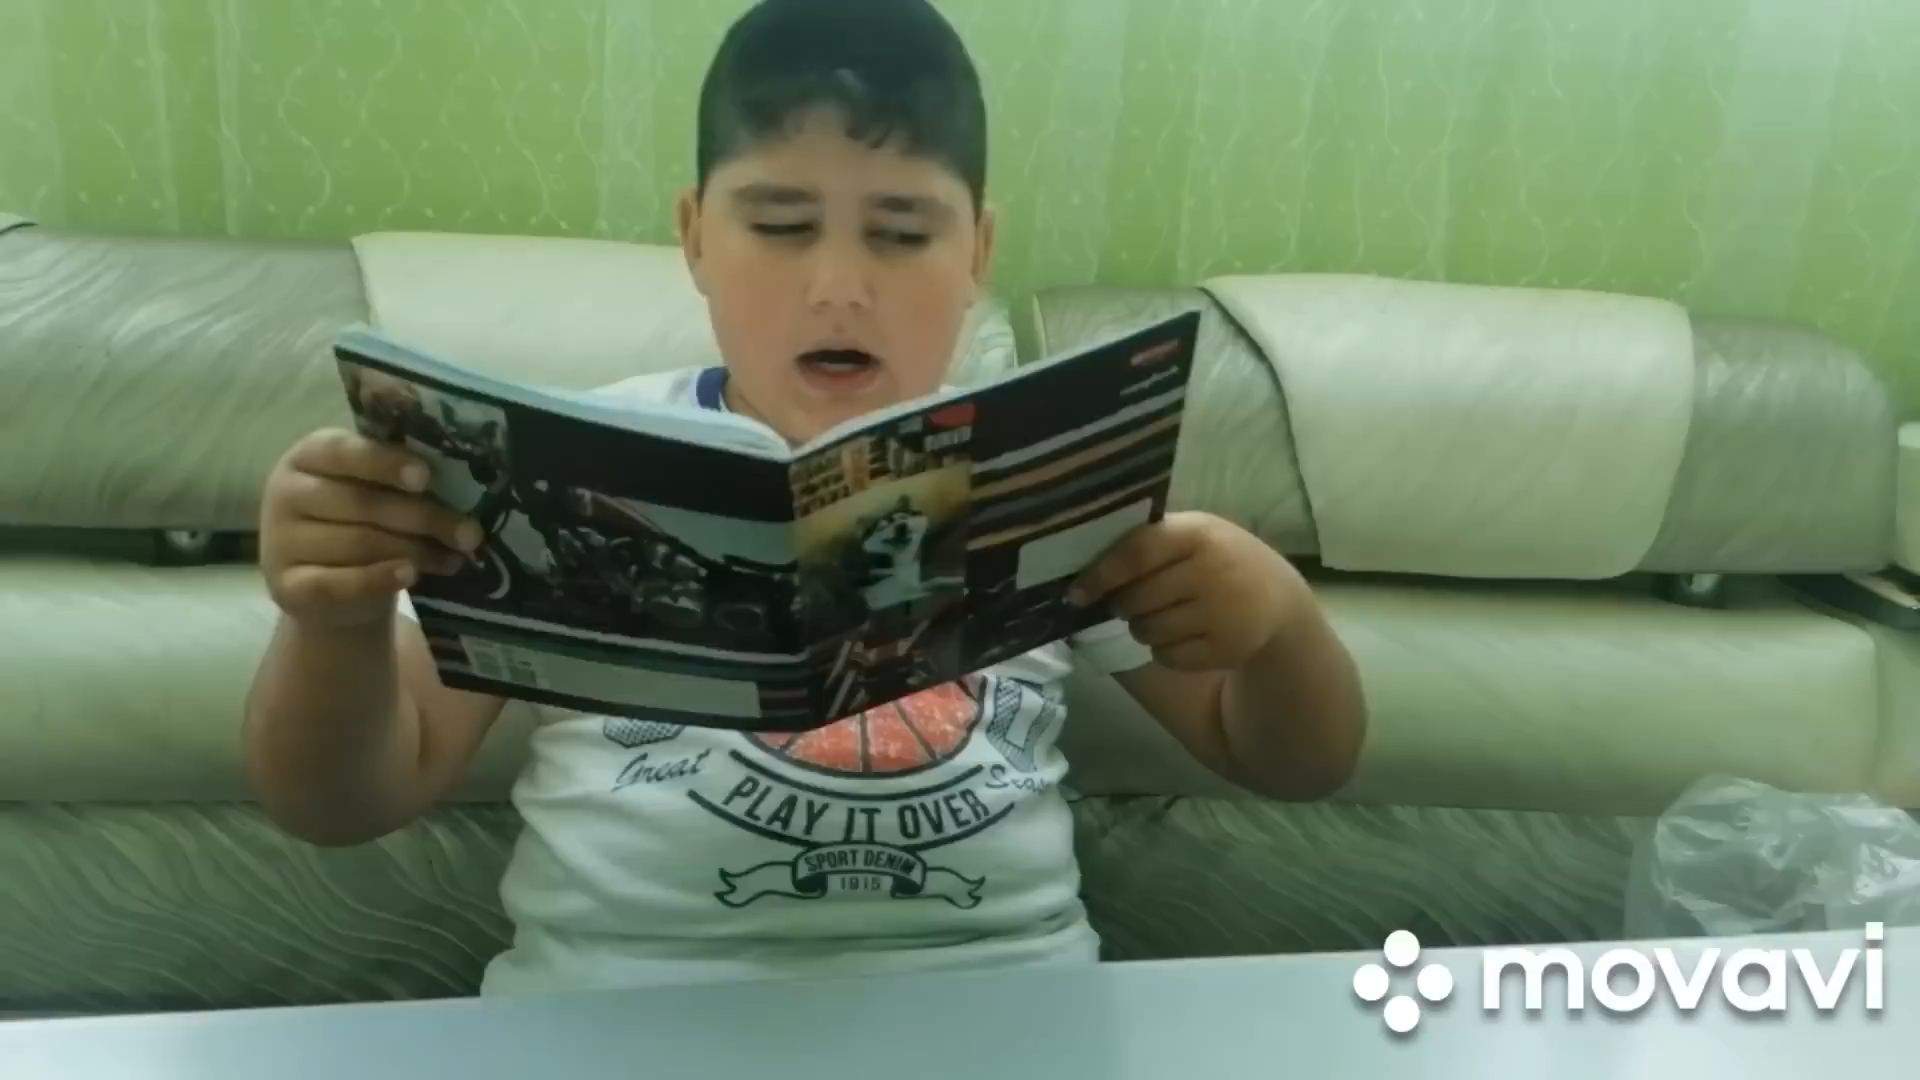 Great
PLAY IT OVER
SPORT DENIM
1915
movavi